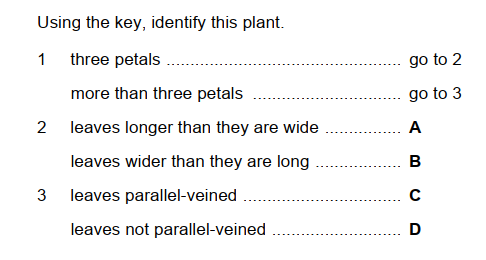 Using the key, identify this plant.
1 three petals .................................................. go to 2
more than three petals ............................... go to 3
2 leaves longer than they are wide ................ A
leaves wider than they are long .................. B
3 leaves parallel-veined ................................. C
leaves not parallel-veined ........................... D